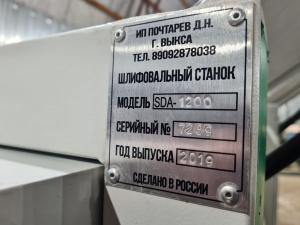 ИП ПОЧТАРЕВ Д.Н.
Г. ВЫКСА
ТЕЛ. 89092878038
ШЛИФОВАЛЬНЫЙ СТАНОК
МОДЕЛЬ SDA-1200
СЕРИЙНЫЙ №
ГОД ВЫПУСКА 2019
СДЕЛАНО В РОССИИ